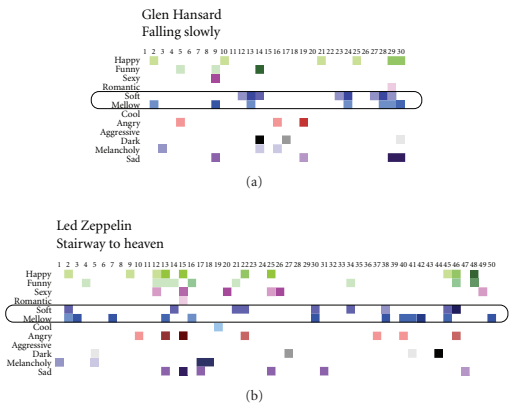 Glen Hansard
Falling slowly
1 2 3 4 5 6 7 8 9 10 11 12 13 14 15 16 17 18 19 20 21 22 23 24 25 26 27 28 29 30
Happy
Funny
Sexy
Romantic
Soft
Mellow
Cool
Angry
Aggressive
Dark
Melancholy
Sad
(a)
Led Zeppelin
Stairway to heaven
1 2 3 4 5 6 7 8 9 10 11 12 13 14 15 16 17 18 19 20 21 22 23 24 25 26 27 28 29 30 31 32 33 34 35 36 37 38 39 40 41 42 43 44 45 46 47 48 49 50
Happy
Funny
Sexy
Romantic
Soft
Mellow
Cool
Angry
Aggressive
Dark
Melancholy
Sad
(b)